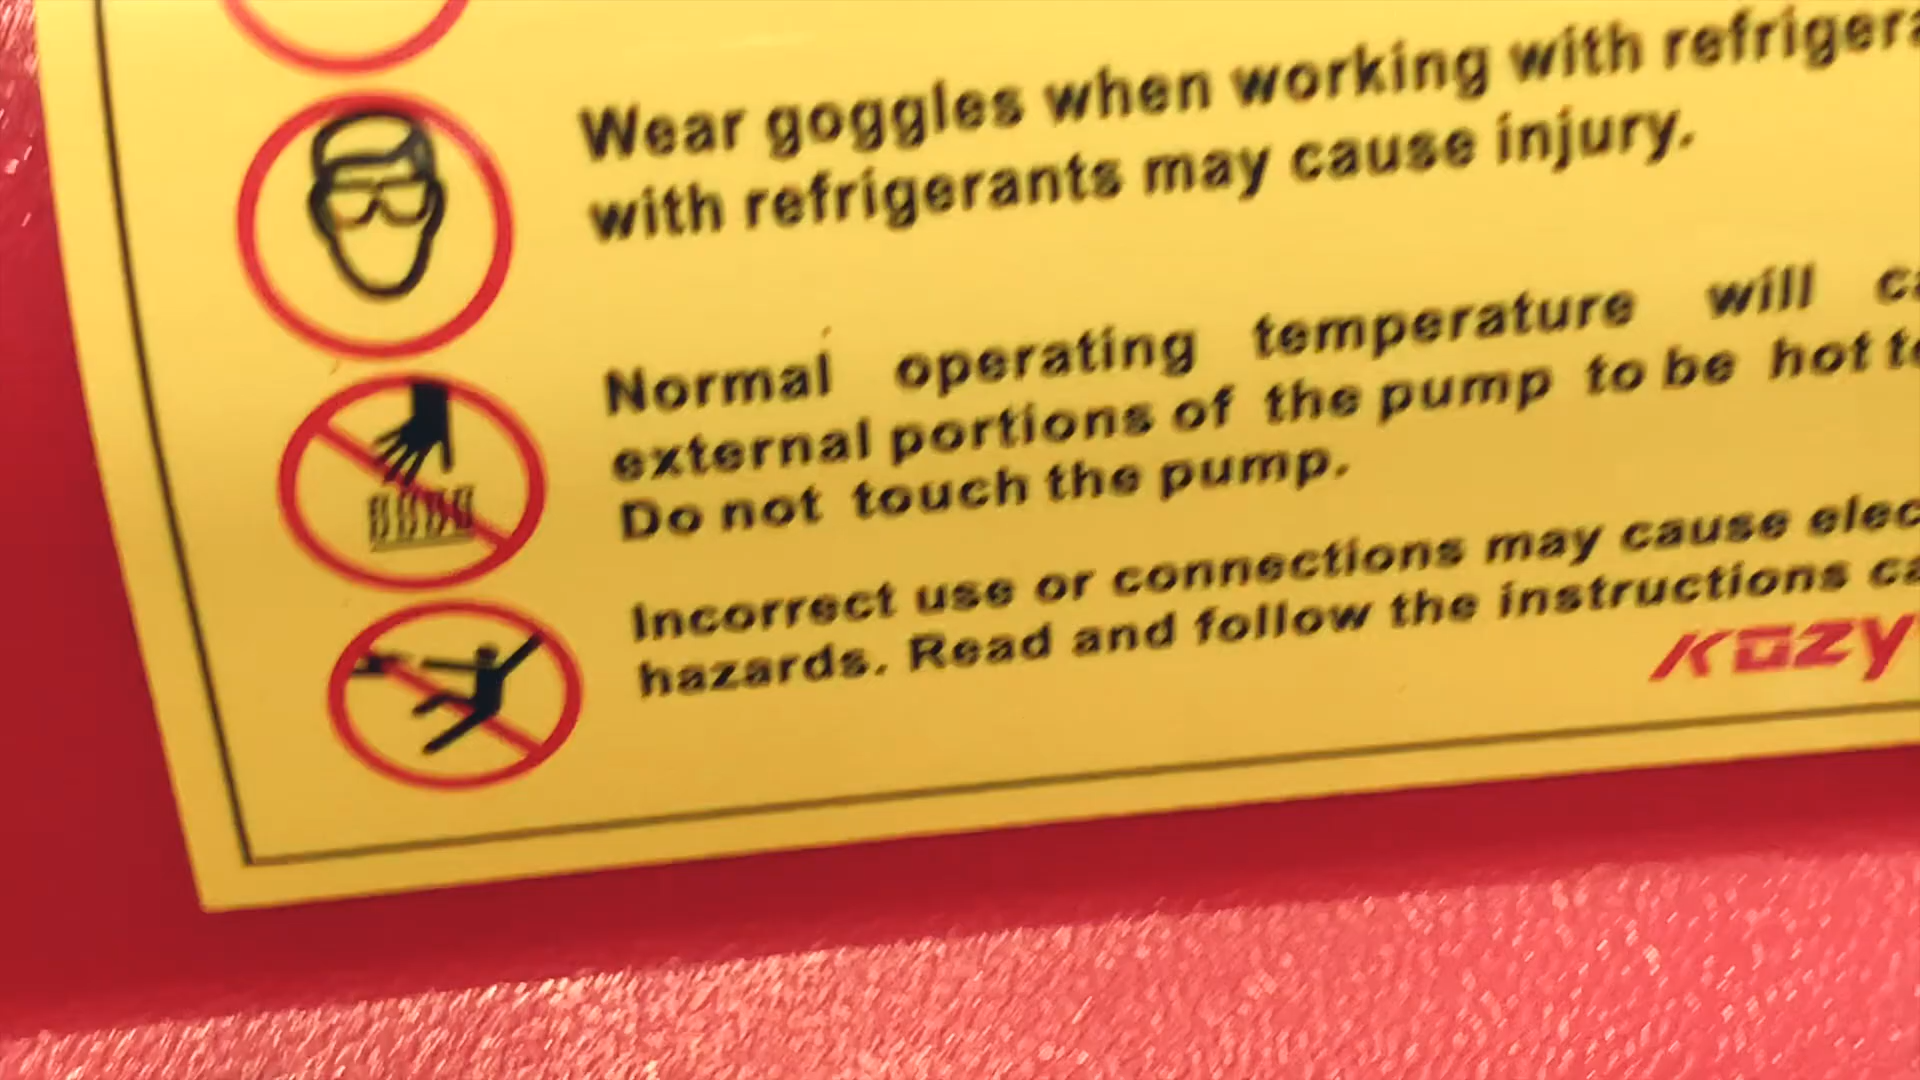 Wear goggles when working with
with refrigerants may cause injury.
Normal operating temperature will
external portions of the pump to be hot
Do not touch the pump.
Incorrect use or connections may cause
hazards. Read and follow the instructions
kozy